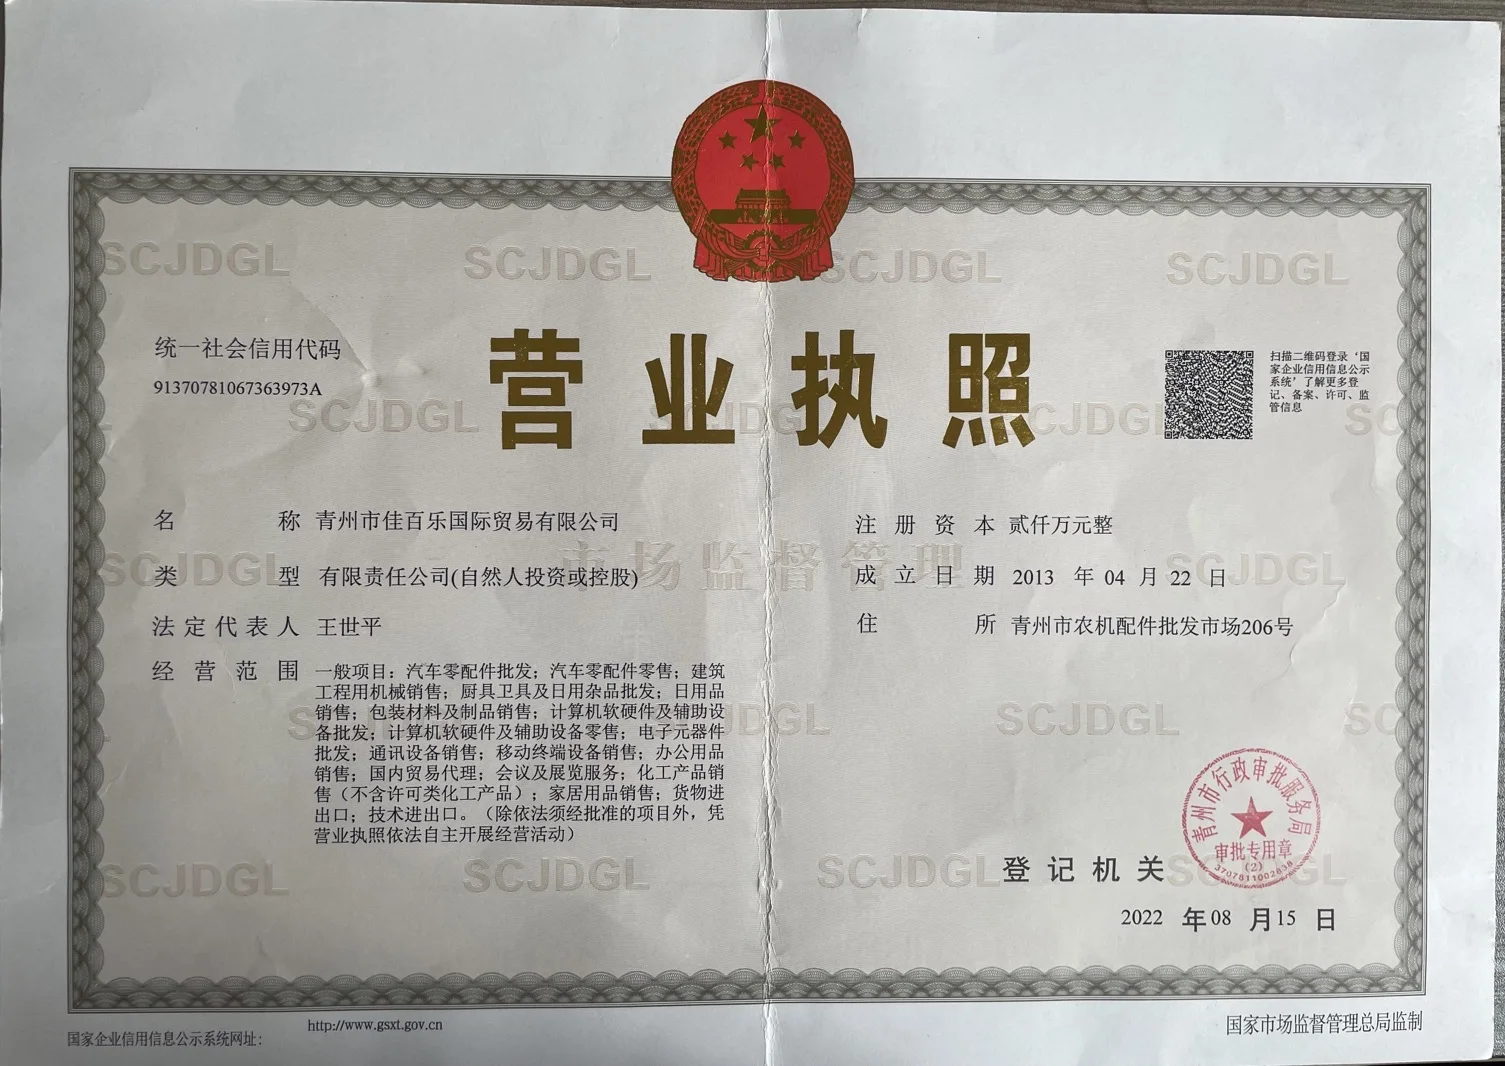 统一社会信用代码
91370781067363973A
营业执照
扫描二维码登录‘国
家企业信用信息公示
系统’了解更多登
记、备案、许可、监
管信息
名称 青州市佳百乐国际贸易有限公司
类型 有限责任公司(自然人投资或控股)
法定代表人 王世平
经营范围 一般项目：汽车零配件批发；汽车零配件零售；建筑
工程用机械销售；厨具卫具及日用杂品批发；日用品
销售；包装材料及制品销售；计算机软硬件及辅助设
备批发；计算机软硬件及辅助设备零售；电子元器件
批发；通讯设备销售；移动终端设备销售；办公用品
销售；国内贸易代理；会议及展览服务；化工产品销
售（不含许可类化工产品）；家居用品销售；货物进
出口；技术进出口。（除依法须经批准的项目外，凭
营业执照依法自主开展经营活动）
注册资本 贰仟万元整
成立日期 2013 年 04 月 22 日
住所 青州市农机配件批发市场206号
市场监督管理
SCJDGL
登记机关
青州市行政审批服务局
审批专用章
(2)
2022 年 08 月 15 日
国家企业信用信息公示系统网址：
http://www.gsxt.gov.cn
国家市场监督管理总局监制